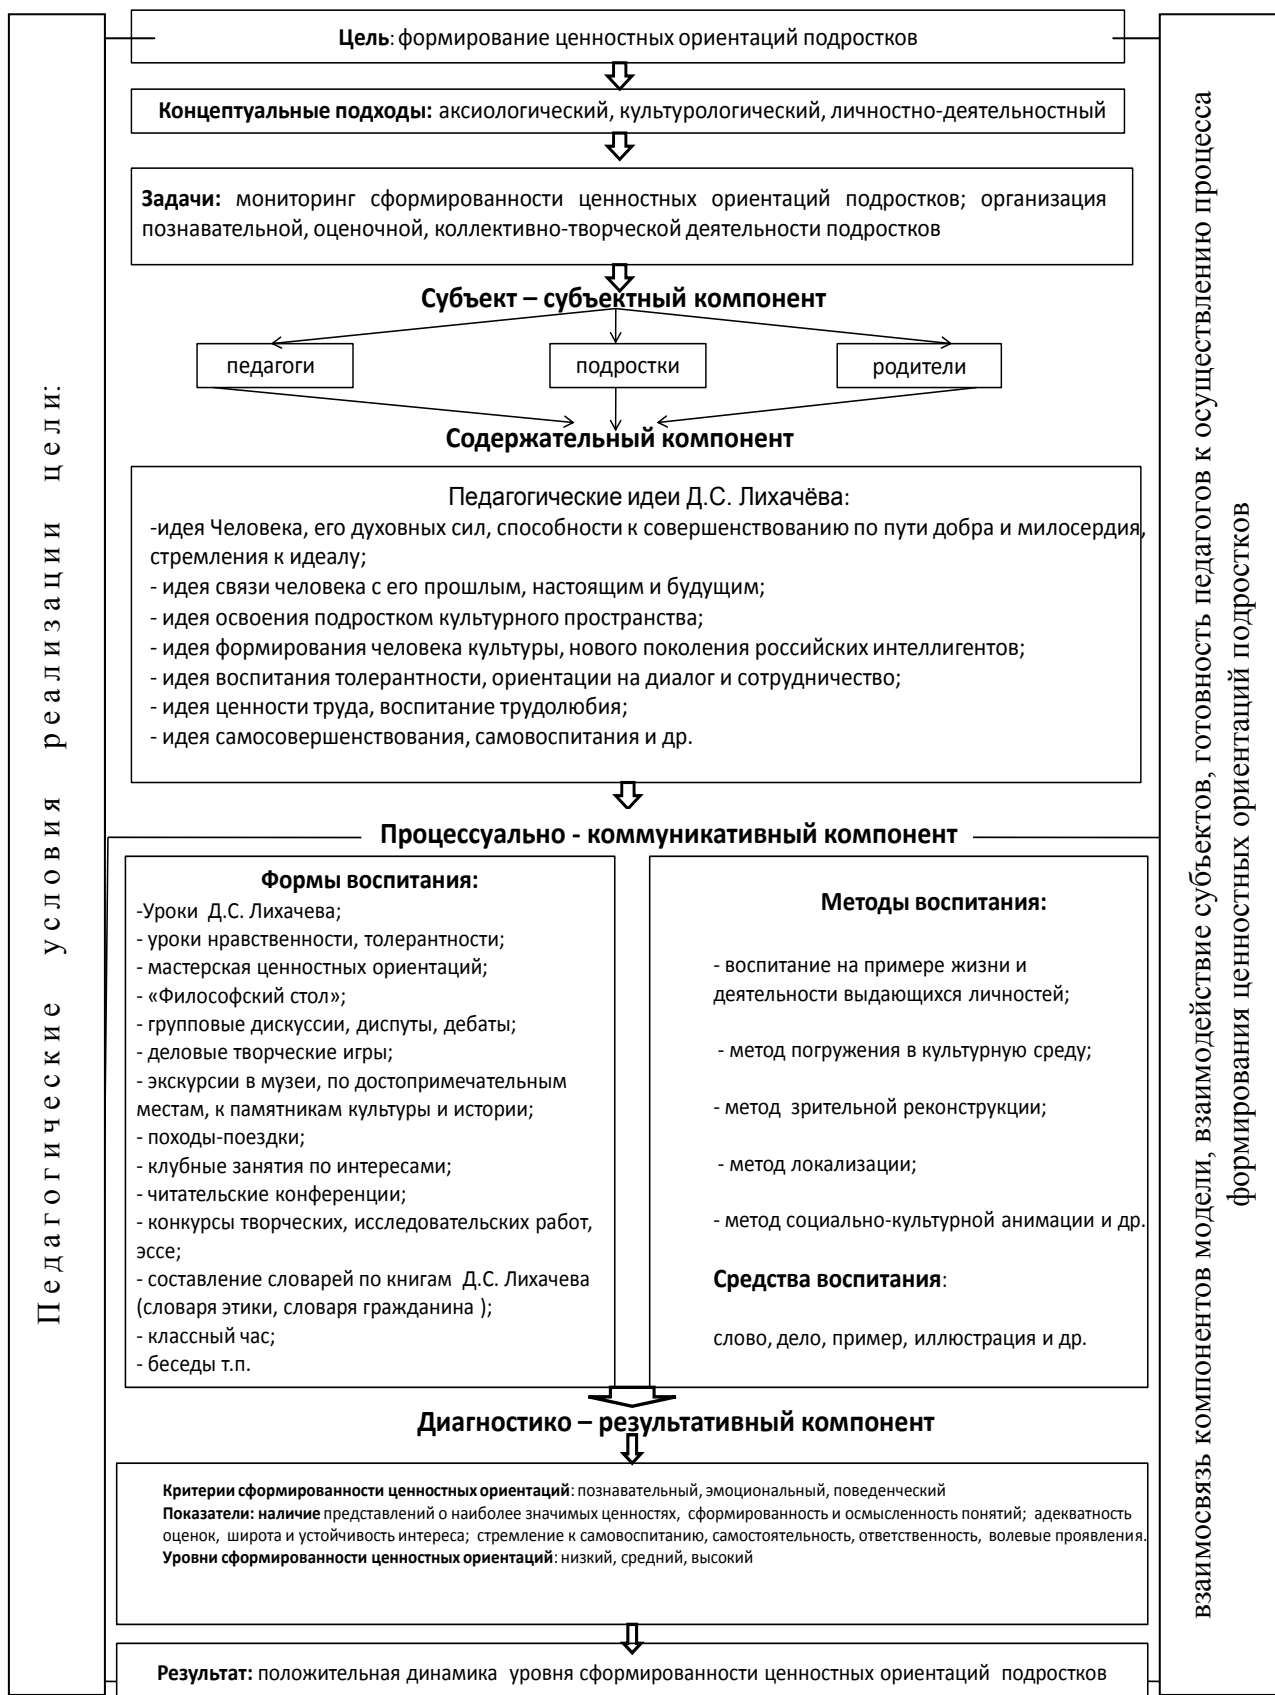 Педагогические условия реализации цели:
Цель: формирование ценностных ориентаций подростков
Концептуальные подходы: аксиологический, культурологический, личностно-деятельностный
Задачи: мониторинг сформированности ценностных ориентаций подростков; организация
познавательной, оценочной, коллективно-творческой деятельности подростков
Субъект – субъектный компонент
педагоги
подростки
родители
Содержательный компонент
Педагогические идеи Д.С. Лихачёва:
-идея Человека, его духовных сил, способности к совершенствованию по пути добра и милосердия,
стремления к идеалу;
- идея связи человека с его прошлым, настоящим и будущим;
- идея освоения подростком культурного пространства;
- идея формирования человека культуры, нового поколения российских интеллигентов;
- идея воспитания толерантности, ориентации на диалог и сотрудничество;
- идея ценности труда, воспитание трудолюбия;
- идея самосовершенствования, самовоспитания и др.
Процессуально - коммуникативный компонент
Формы воспитания:
-Уроки Д.С. Лихачева;
- уроки нравственности, толерантности;
- мастерская ценностных ориентаций;
- «Философский стол»;
- групповые дискуссии, диспуты, дебаты;
- деловые творческие игры;
- экскурсии в музеи, по достопримечательным
местам, к памятникам культуры и истории;
- походы-поездки;
- клубные занятия по интересами;
- читательские конференции;
- конкурсы творческих, исследовательских работ,
эссе;
- составление словарей по книгам Д.С. Лихачева
(словаря этики, словаря гражданина );
- классный час;
- беседы т.п.
Методы воспитания:
- воспитание на примере жизни и
деятельности выдающихся личностей;
- метод погружения в культурную среду;
- метод зрительной реконструкции;
- метод локализации;
- метод социально-культурной анимации и др.
Средства воспитания:
слово, дело, пример, иллюстрация и др.
Диагностико – результативный компонент
Критерии сформированности ценностных ориентаций: познавательный, эмоциональный, поведенческий
Показатели: наличие представлений о наиболее значимых ценностях, сформированность и осмысленность понятий; адекватность
оценок, широта и устойчивость интереса; стремление к самовоспитанию, самостоятельность, ответственность, волевые проявления.
Уровни сформированности ценностных ориентаций: низкий, средний, высокий
Результат: положительная динамика уровня сформированности ценностных ориентаций подростков
взаимосвязь компонентов модели, взаимодействие субъектов, готовность педагогов к осуществлению процесса
формирования ценностных ориентаций подростков